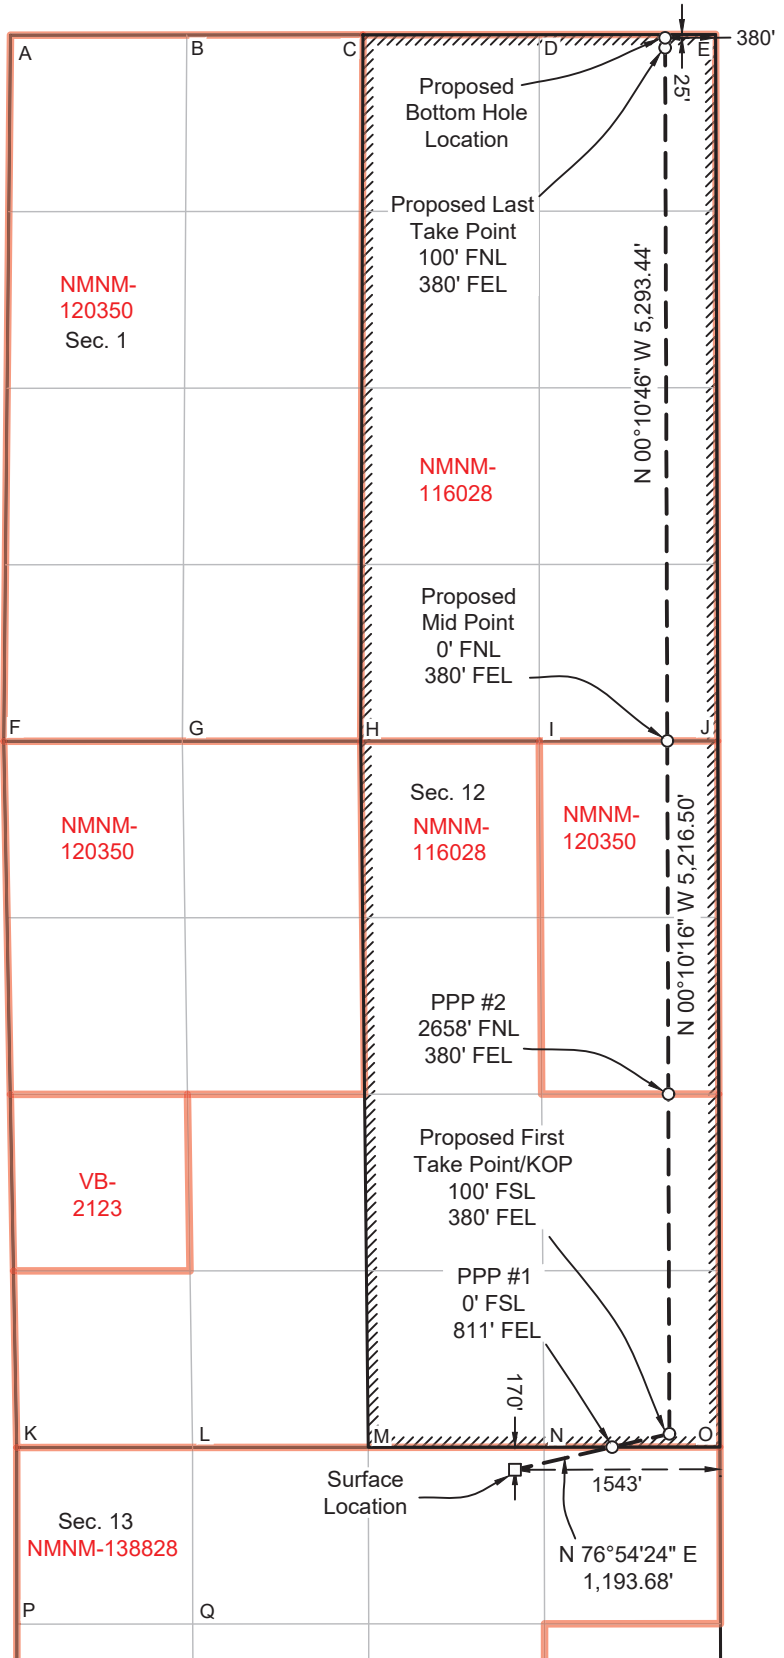 A
B
C
D
E
380'
25'
Proposed
Bottom Hole
Location
Proposed Last
Take Point
100' FNL
380' FEL
N 00°10'46" W 5,293.44'
NMNM-
120350
Sec. 1
NMNM-
116028
Proposed
Mid Point
0' FNL
380' FEL
F
G
H
I
J
Sec. 12
NMNM-
120350
NMNM-
116028
NMNM-
120350
N 00°10'16" W 5,216.50'
PPP #2
2658' FNL
380' FEL
Proposed First
Take Point/KOP
100' FSL
380' FEL
VB-
2123
PPP #1
0' FSL
811' FEL
170'
K
L
M
N
O
Surface
Location
1543'
Sec. 13
NMNM-138828
N 76°54'24" E
1,193.68'
P
Q